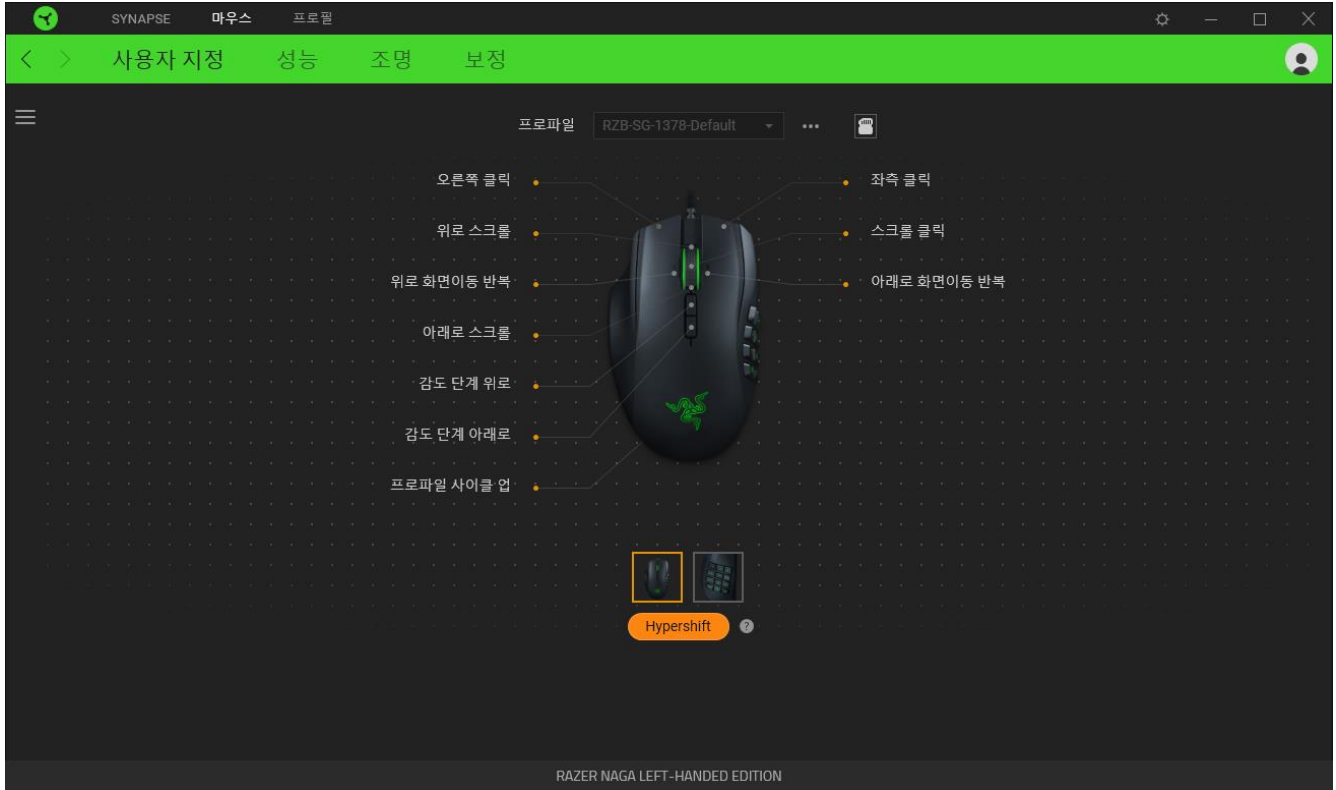 SYNAPSE 마우스 프로필
사용자 지정 성능 조명 보정
프로파일 RZB-SG-1378-Default
오른쪽 클릭 좌측 클릭
위로 스크롤 스크롤 클릭
위로 화면이동 반복 아래로 화면이동 반복
아래로 스크롤
감도 단계 위로
감도 단계 아래로
프로파일 사이클 업
Hypershift ?
RAZER NAGA LEFT-HANDED EDITION